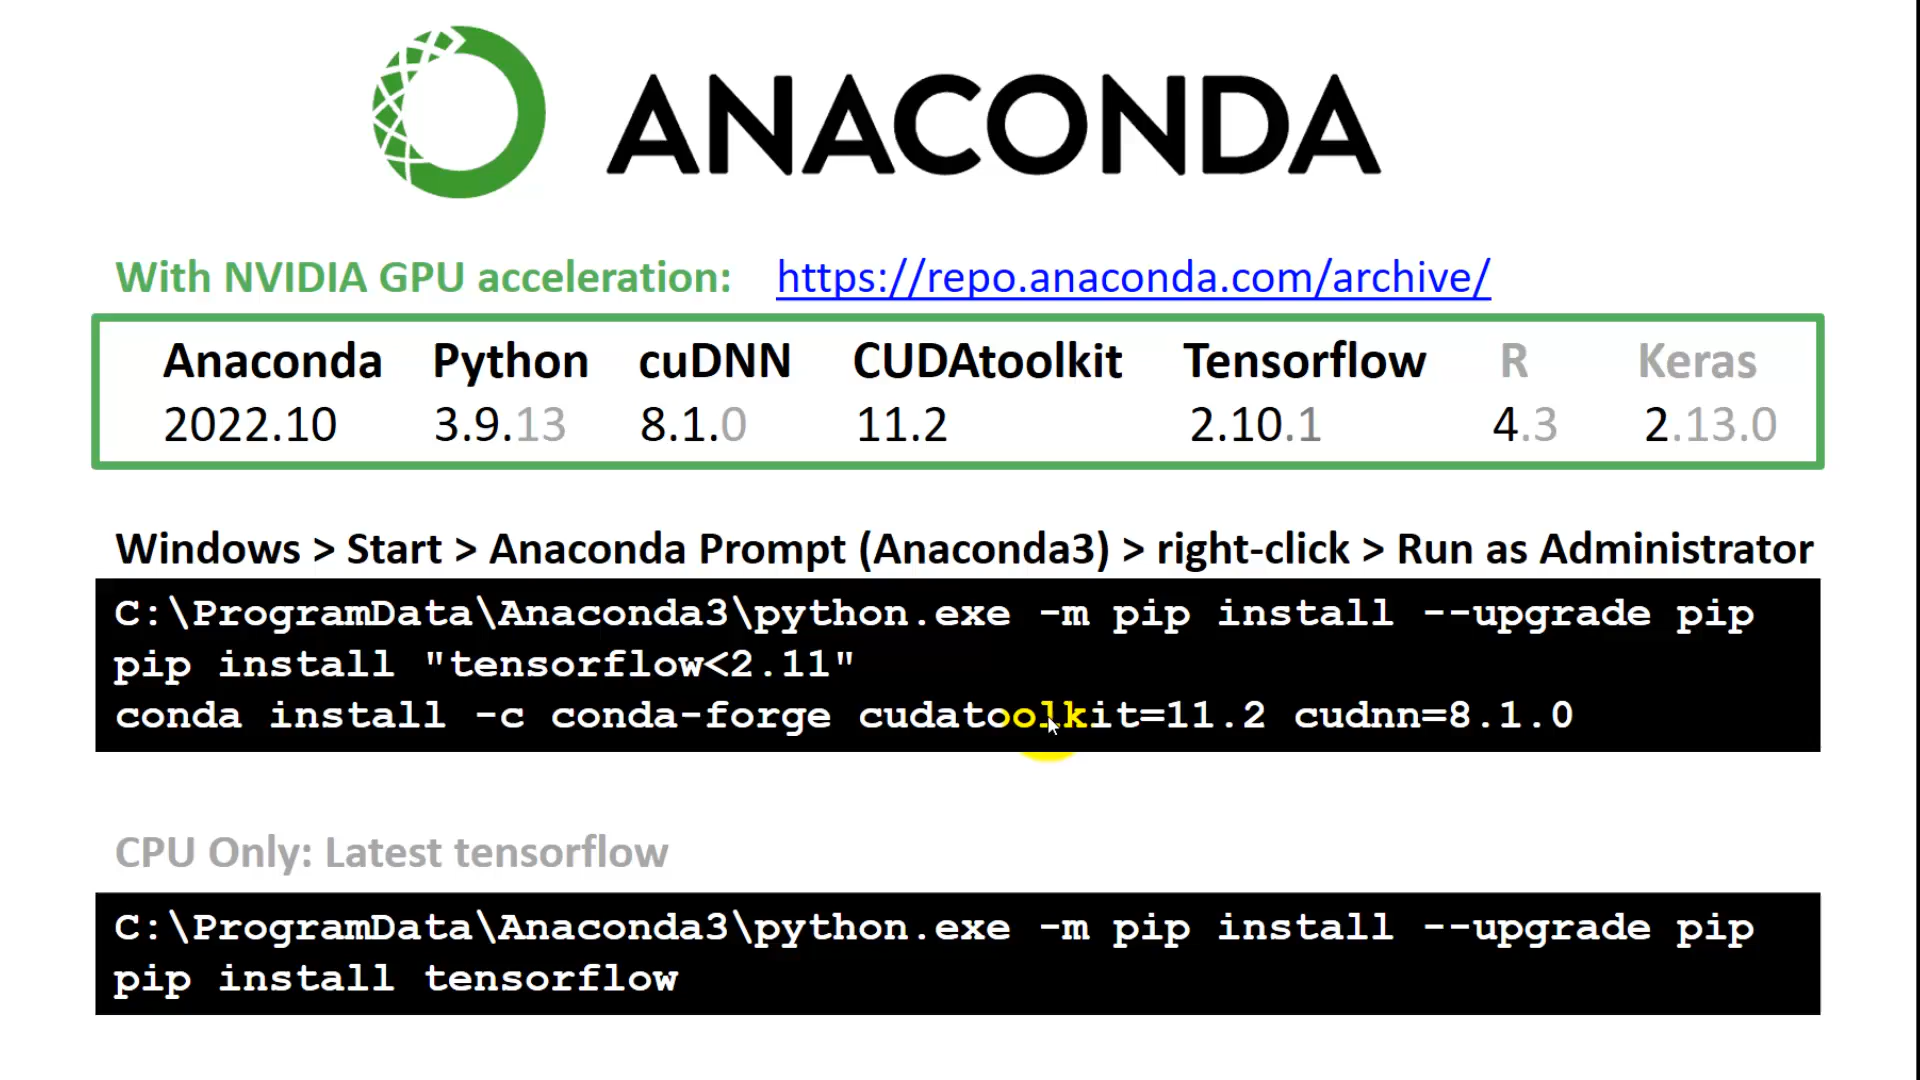 ANACONDA
With NVIDIA GPU acceleration: https://repo.anaconda.com/archive/
Anaconda Python cuDNN CUDAtoolkit Tensorflow R Keras
2022.10 3.9.13 8.1.0 11.2 2.10.1 4.3 2.13.0
Windows > Start > Anaconda Prompt (Anaconda3) > right-click > Run as Administrator
C:\ProgramData\Anaconda3\python.exe -m pip install --upgrade pip
pip install "tensorflow<2.11"
conda install -c conda-forge cudatoolkit=11.2 cudnn=8.1.0
CPU Only: Latest tensorflow
C:\ProgramData\Anaconda3\python.exe -m pip install --upgrade pip
pip install tensorflow